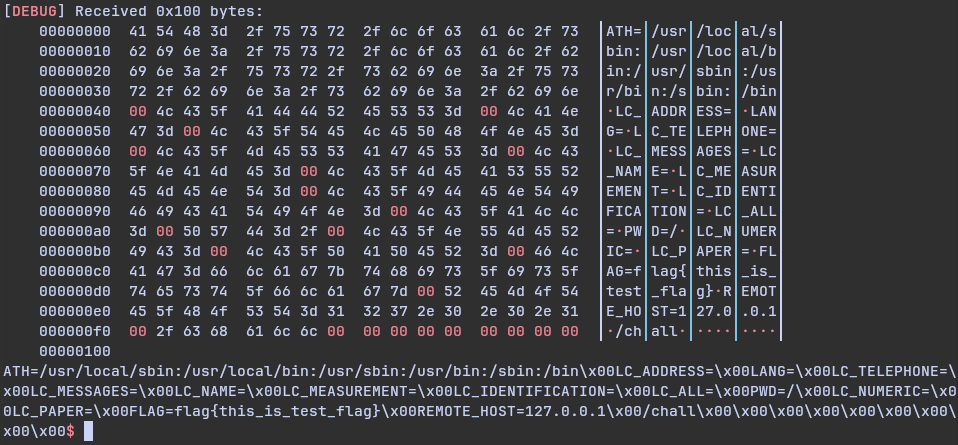 [DEBUG] Received 0x100 bytes:
00000000  41 54 48 3d  2f 75 73 72  2f 6c 6f 63  61 6c 2f 73  │ATH=│/usr│/loc│al/s│
00000010  62 69 6e 3a  2f 75 73 72  2f 6c 6f 63  61 6c 2f 62  │bin:│/usr│/loc│al/b│
00000020  69 6e 3a 2f  75 73 72 2f  73 62 69 6e  3a 2f 75 73  │in:/│usr/│sbin│:/us│
00000030  72 2f 62 69  6e 3a 2f 73  62 69 6e 3a  2f 62 69 6e  │r/bi│n:/s│bin:│/bin│
00000040  00 4c 43 5f  41 44 44 52  45 53 53 3d  00 4c 41 4e  │·LC_│ADDR│ESS=│·LAN│
00000050  47 3d 00 4c  43 5f 54 45  4c 45 50 48  4f 4e 45 3d  │G=·L│C_TE│LEPH│ONE=│
00000060  00 4c 43 5f  4d 45 53 53  41 47 45 53  3d 00 4c 43  │·LC_│MESS│AGES│=·LC│
00000070  5f 4e 41 4d  45 3d 00 4c  43 5f 4d 45  41 53 55 52  │_NAM│E=·L│C_ME│ASUR│
00000080  45 4d 45 4e  54 3d 00 4c  43 5f 49 44  45 4e 54 49  │EMEN│T=·L│C_ID│ENTI│
00000090  46 49 43 41  54 49 4f 4e  3d 00 4c 43  5f 41 4c 4c  │FICA│TION│=·LC│_ALL│
000000a0  3d 00 50 57  44 3d 2f 00  4c 43 5f 4e  55 4d 45 52  │=·PW│D=/·│LC_N│UMER│
000000b0  49 43 3d 00  4c 43 5f 50  41 50 45 52  3d 00 46 4c  │IC=·│LC_P│APER│=·FL│
000000c0  41 47 3d 66  6c 61 67 7b  74 68 69 73  5f 69 73 5f  │AG=f│lag{│this│_is_│
000000d0  74 65 73 74  5f 66 6c 61  67 7d 00 52  45 4d 4f 54  │test│_fla│g}·R│EMOT│
000000e0  45 5f 48 4f  53 54 3d 31  32 37 2e 30  2e 30 2e 31  │E_HO│ST=1│27.0│.0.1│
000000f0  00 2f 63 68  61 6c 6c 00  00 00 00 00  00 00 00 00  │·/ch│all·│····│····│
00000100
ATH=/usr/local/sbin:/usr/local/bin:/usr/sbin:/usr/bin:/sbin:/bin\x00LC_ADDRESS=\x00LANG=\x00LC_TELEPHONE=\
x00LC_MESSAGES=\x00LC_NAME=\x00LC_MEASUREMENT=\x00LC_IDENTIFICATION=\x00LC_ALL=\x00PWD=/\x00LC_NUMERIC=\x0
0LC_PAPER=\x00FLAG=flag{this_is_test_flag}\x00REMOTE_HOST=127.0.0.1\x00/chall\x00\x00\x00\x00\x00\x00\x00\
x00\x00$